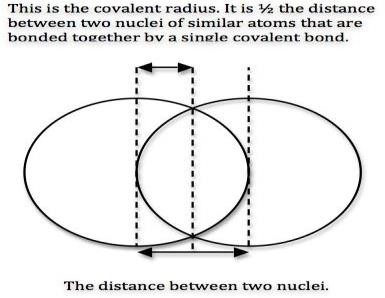 This is the covalent radius. It is ½ the distance
between two nuclei of similar atoms that are
bonded together by a single covalent bond.
The distance between two nuclei.